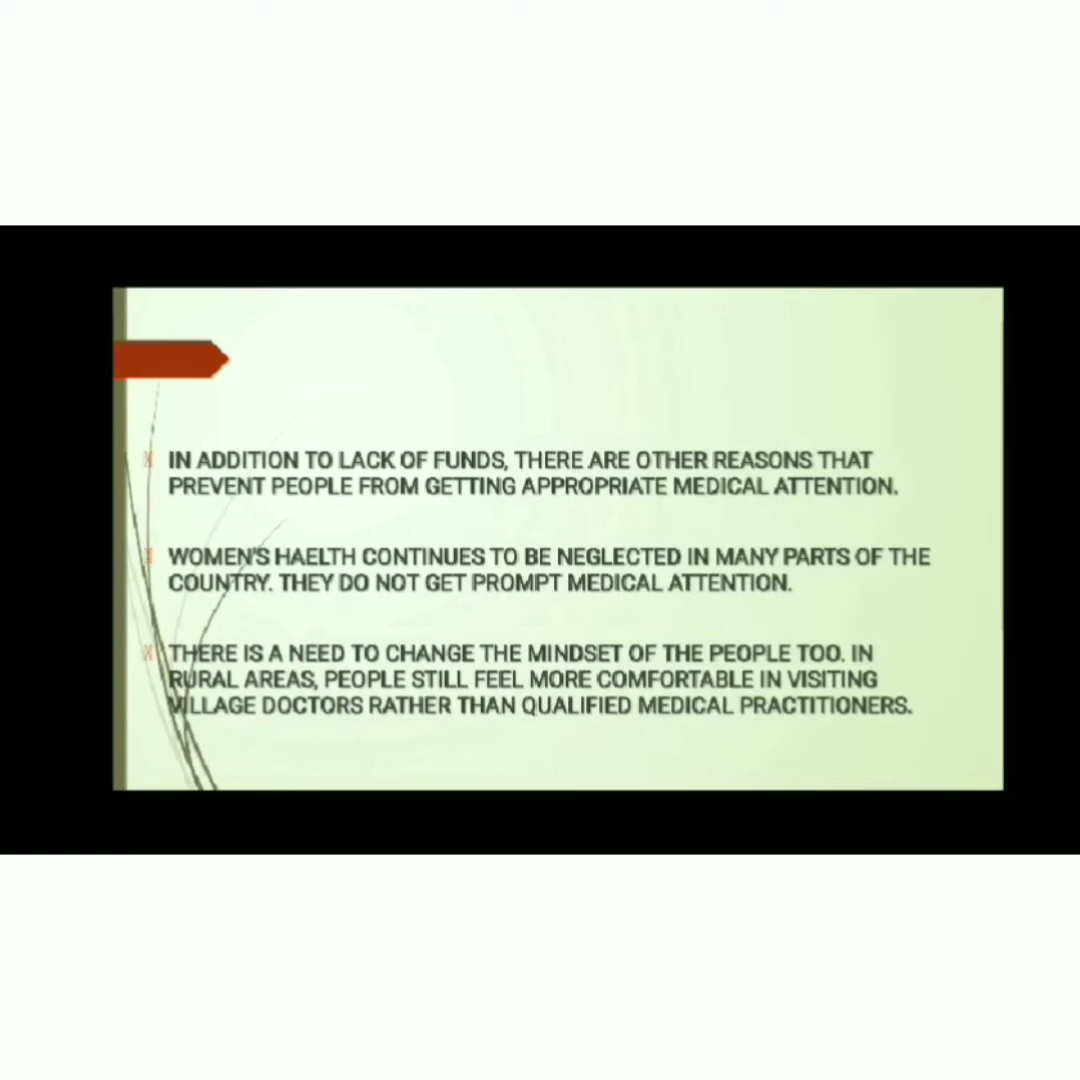 IN ADDITION TO LACK OF FUNDS, THERE ARE OTHER REASONS THAT
PREVENT PEOPLE FROM GETTING APPROPRIATE MEDICAL ATTENTION.
WOMEN'S HAELTH CONTINUES TO BE NEGLECTED IN MANY PARTS OF THE
COUNTRY. THEY DO NOT GET PROMPT MEDICAL ATTENTION.
THERE IS A NEED TO CHANGE THE MINDSET OF THE PEOPLE TOO. IN
RURAL AREAS, PEOPLE STILL FEEL MORE COMFORTABLE IN VISITING
VILLAGE DOCTORS RATHER THAN QUALIFIED MEDICAL PRACTITIONERS.